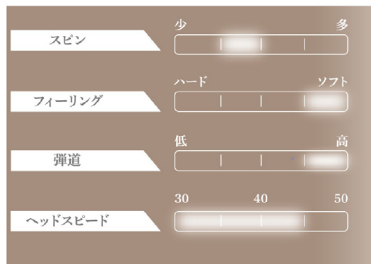 少 多
スピン
ハード ソフト
フィーリング
低 高
弾道
30 40 50
ヘッドスピード